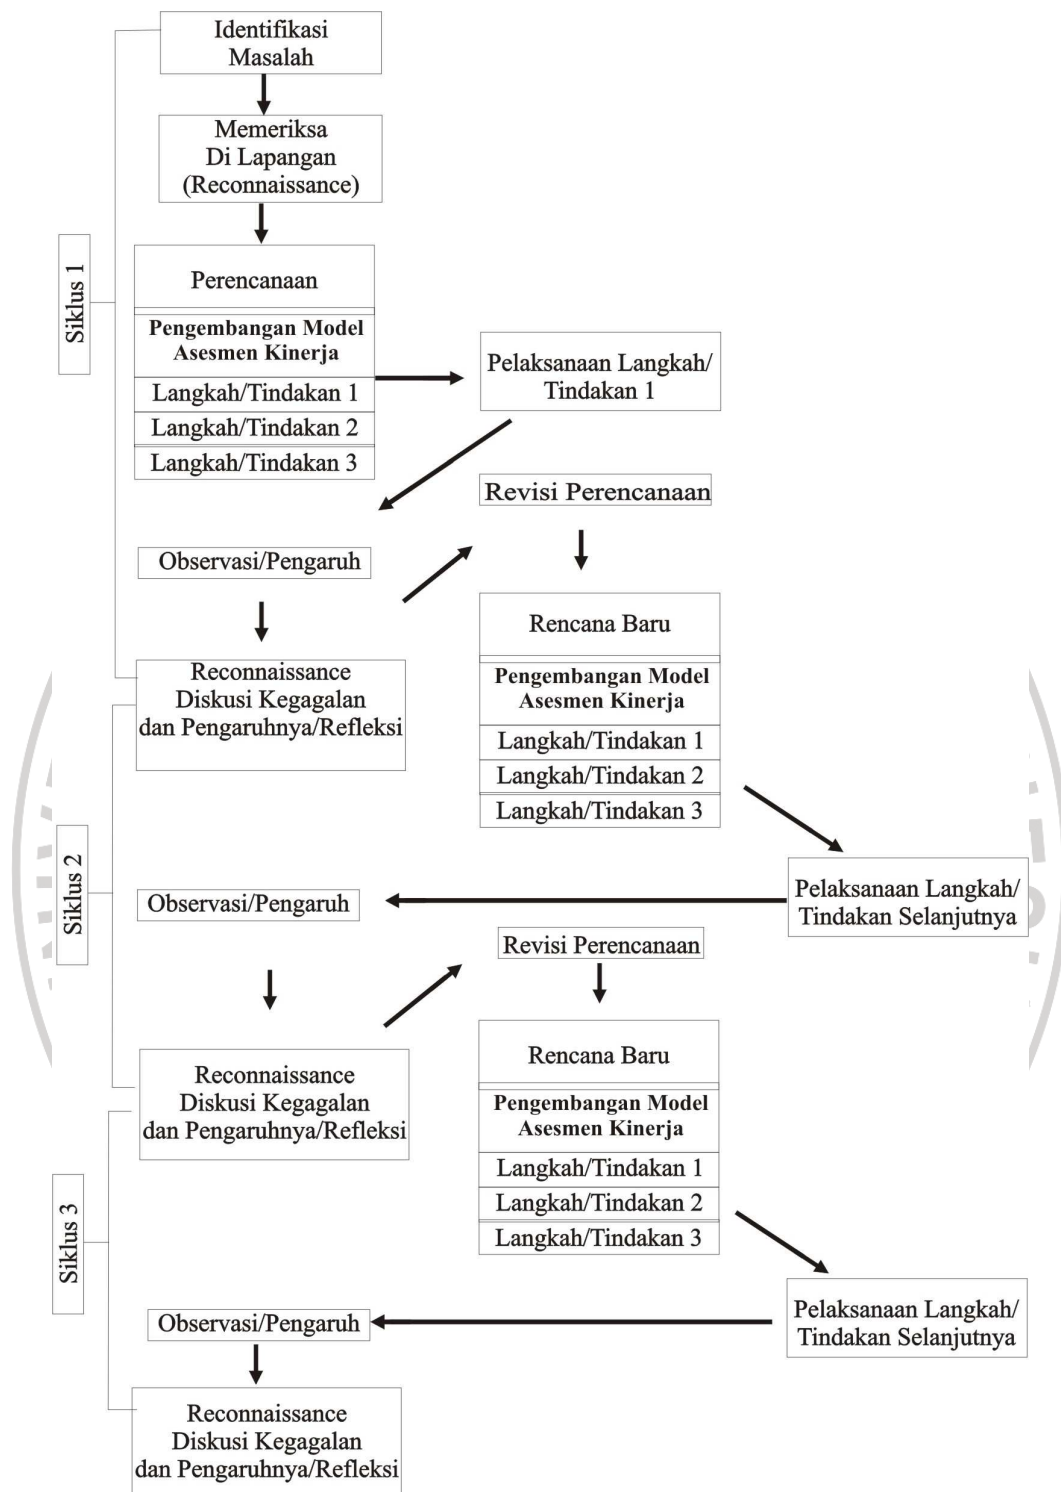 Identifikasi
Masalah
Memeriksa
Di Lapangan
(Reconnaissance)
Siklus 1
Perencanaan
Pengembangan Model
Asesmen Kinerja
Langkah/Tindakan 1
Langkah/Tindakan 2
Langkah/Tindakan 3
Pelaksanaan Langkah/
Tindakan 1
Revisi Perencanaan
Observasi/Pengaruh
Rencana Baru
Pengembangan Model
Asesmen Kinerja
Langkah/Tindakan 1
Langkah/Tindakan 2
Langkah/Tindakan 3
Reconnaissance
Diskusi Kegagalan
dan Pengaruhnya/Refleksi
Siklus 2
Pelaksanaan Langkah/
Tindakan Selanjutnya
Observasi/Pengaruh
Revisi Perencanaan
Rencana Baru
Pengembangan Model
Asesmen Kinerja
Langkah/Tindakan 1
Langkah/Tindakan 2
Langkah/Tindakan 3
Reconnaissance
Diskusi Kegagalan
dan Pengaruhnya/Refleksi
Siklus 3
Pelaksanaan Langkah/
Tindakan Selanjutnya
Observasi/Pengaruh
Reconnaissance
Diskusi Kegagalan
dan Pengaruhnya/Refleksi